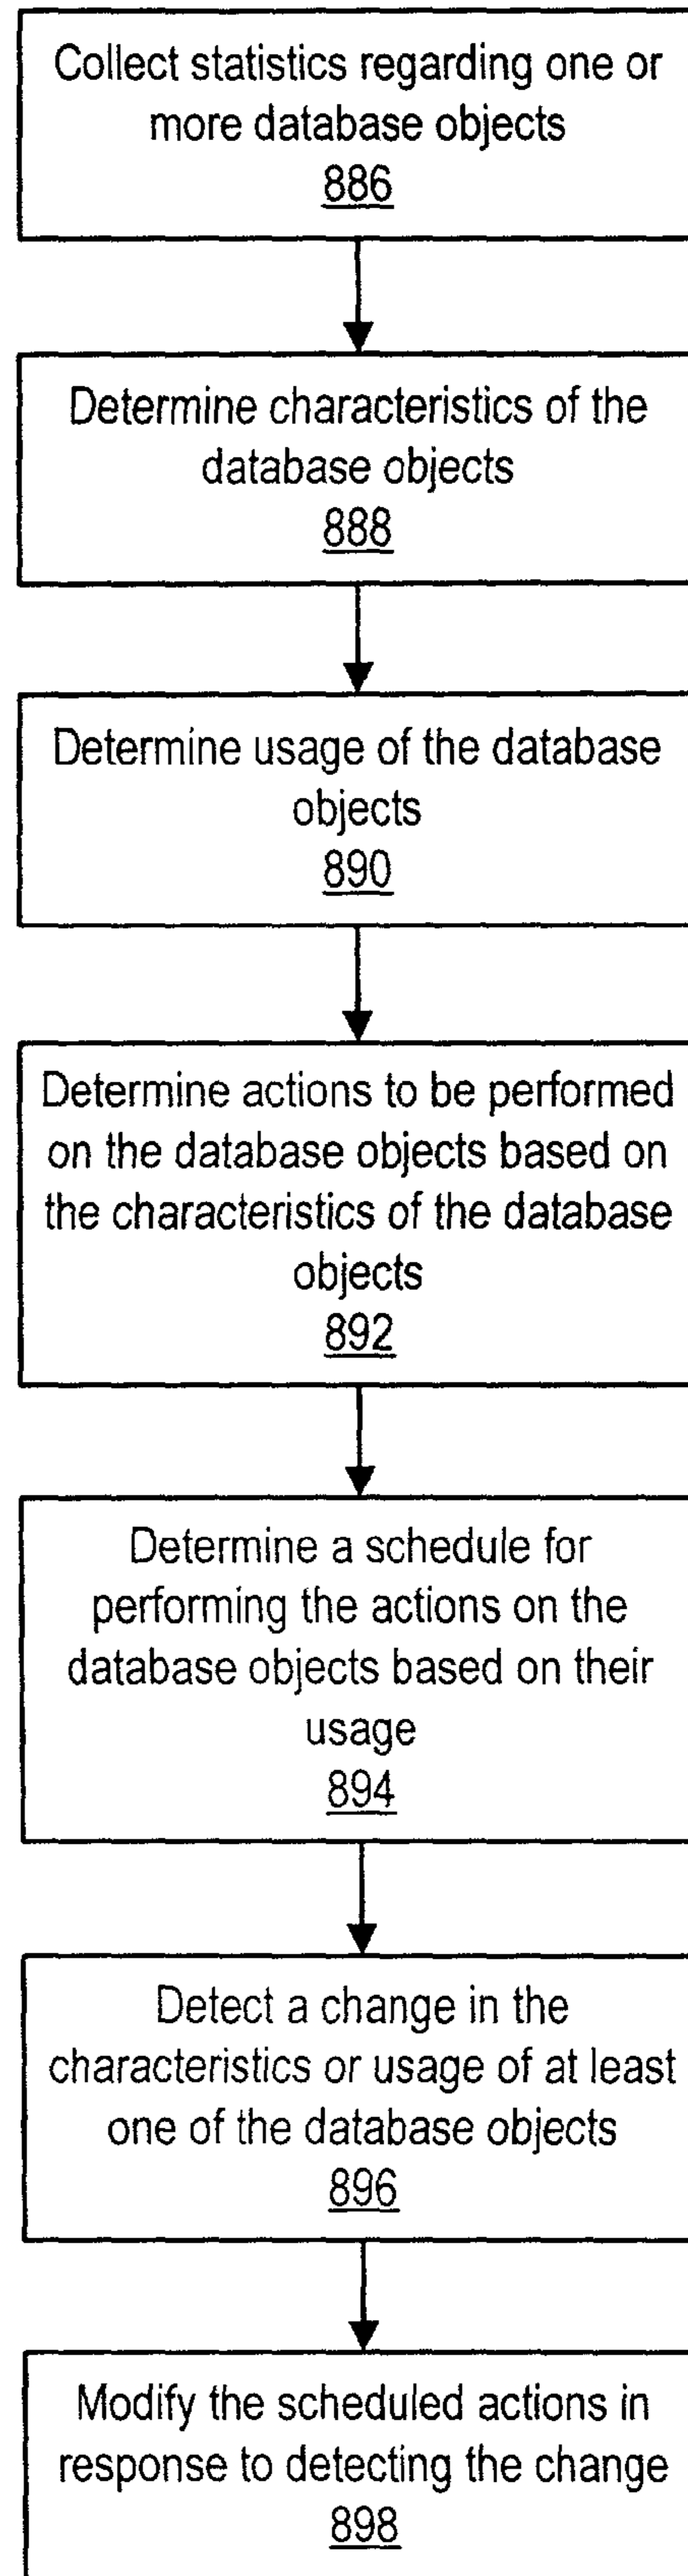 Collect statistics regarding one or
more database objects
886
Determine characteristics of the
database objects
888
Determine usage of the database
objects
890
Determine actions to be performed
on the database objects based on
the characteristics of the database
objects
892
Determine a schedule for
performing the actions on the
database objects based on their
usage
894
Detect a change in the
characteristics or usage of at least
one of the database objects
896
Modify the scheduled actions in
response to detecting the change
898